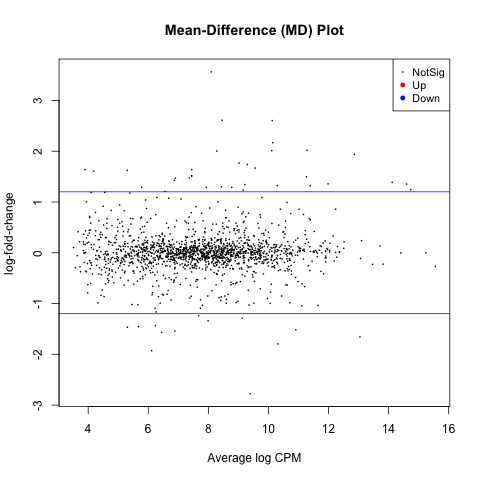 Mean-Difference (MD) Plot
NotSig
Up
Down
3
2
1
0
-1
-2
-3
log-fold-change
4 6 8 10 12 14 16
Average log CPM